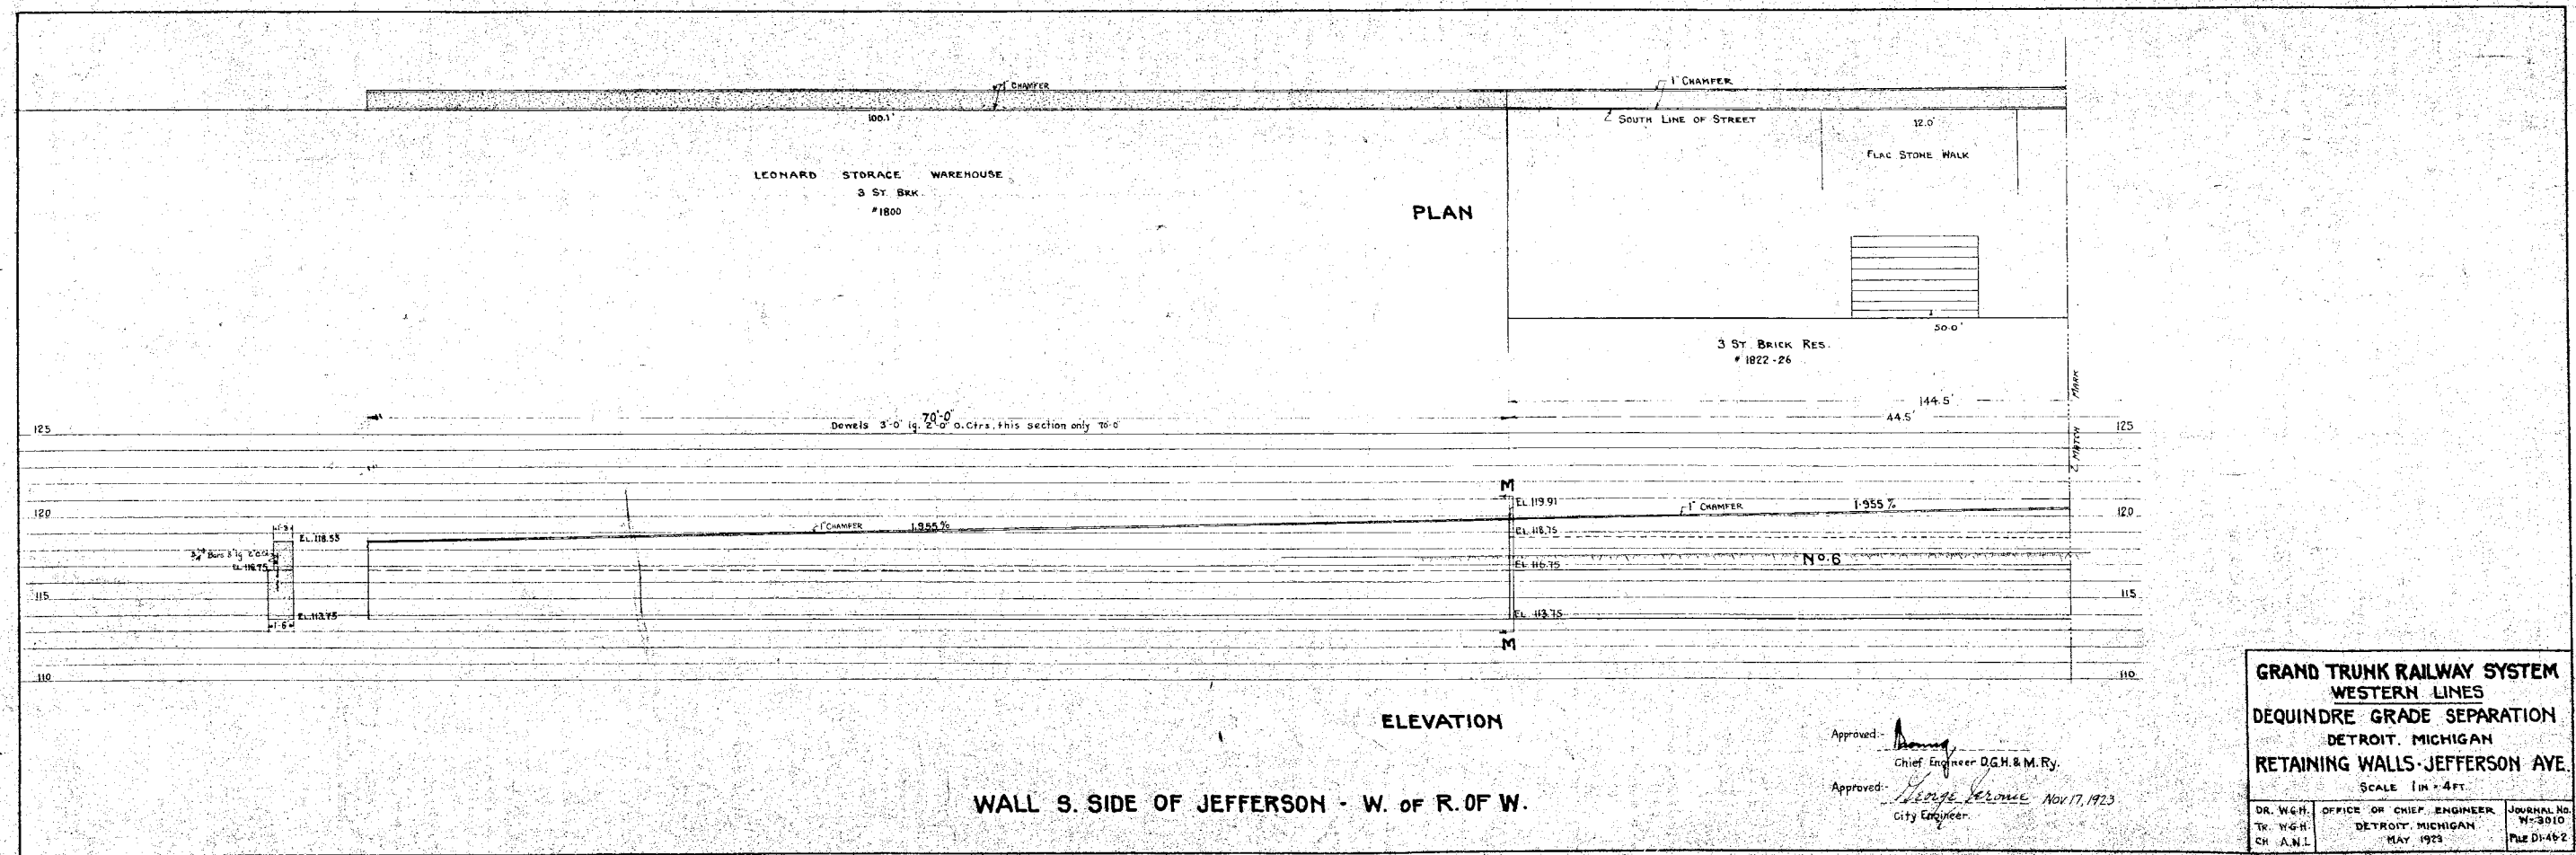 1" CHAMFER
1" CHAMFER
100.1'
SOUTH LINE OF STREET
12.0'
FLAG STONE WALK
LEONARD STORAGE WAREHOUSE
3 ST. BRK.
#1800
PLAN
50.0'
3 ST. BRICK RES.
# 1822-26
144.5'
44.5'
MATCH MARK
70'-0"
Dowels 3'-0" lg. 2'-0" o.Ctrs, this section only 70'-0"
125
125
M
EL 119.91
120
120
1" CHAMFER
1.955 %
1" CHAMFER
1.955 %
EL. 118.55
EL. 118.75
No. 6
EL. 116.75
115
115
EL. 113.75
EL. 113.75
1'-6"
M
110
110
ELEVATION
WALL S. SIDE OF JEFFERSON - W. OF R. OF W.
Approved:-
Chief Engineer D.G.H. & M. Ry.
Approved:- George Jerome Nov 17, 1923
City Engineer.
GRAND TRUNK RAILWAY SYSTEM
WESTERN LINES
DEQUINDRE GRADE SEPARATION
DETROIT, MICHIGAN
RETAINING WALLS-JEFFERSON AVE.
SCALE 1 IN = 4 FT.
DR. W.G.H.
TR. W.G.H.
CH A.N.L.
OFFICE OF CHIEF ENGINEER
DETROIT, MICHIGAN
MAY 1923
JOURNAL No.
W-3010
FILE D1-46-2